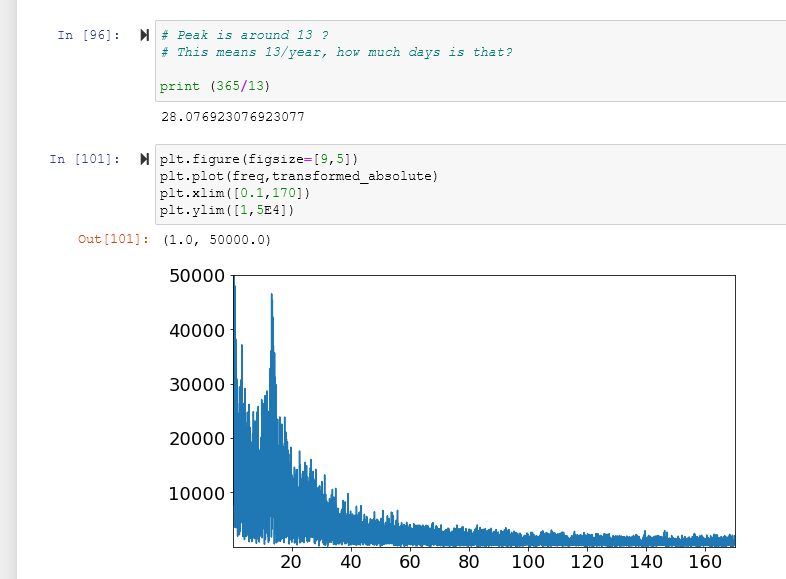 In [96]:
# Peak is around 13 ?
# This means 13/year, how much days is that?
print (365/13)
28.076923076923077
In [101]:
plt.figure(figsize=[9,5])
plt.plot(freq,transformed_absolute)
plt.xlim([0.1,170])
plt.ylim([1,5E4])
Out[101]: (1.0, 50000.0)
50000
40000
30000
20000
10000
20 40 60 80 100 120 140 160